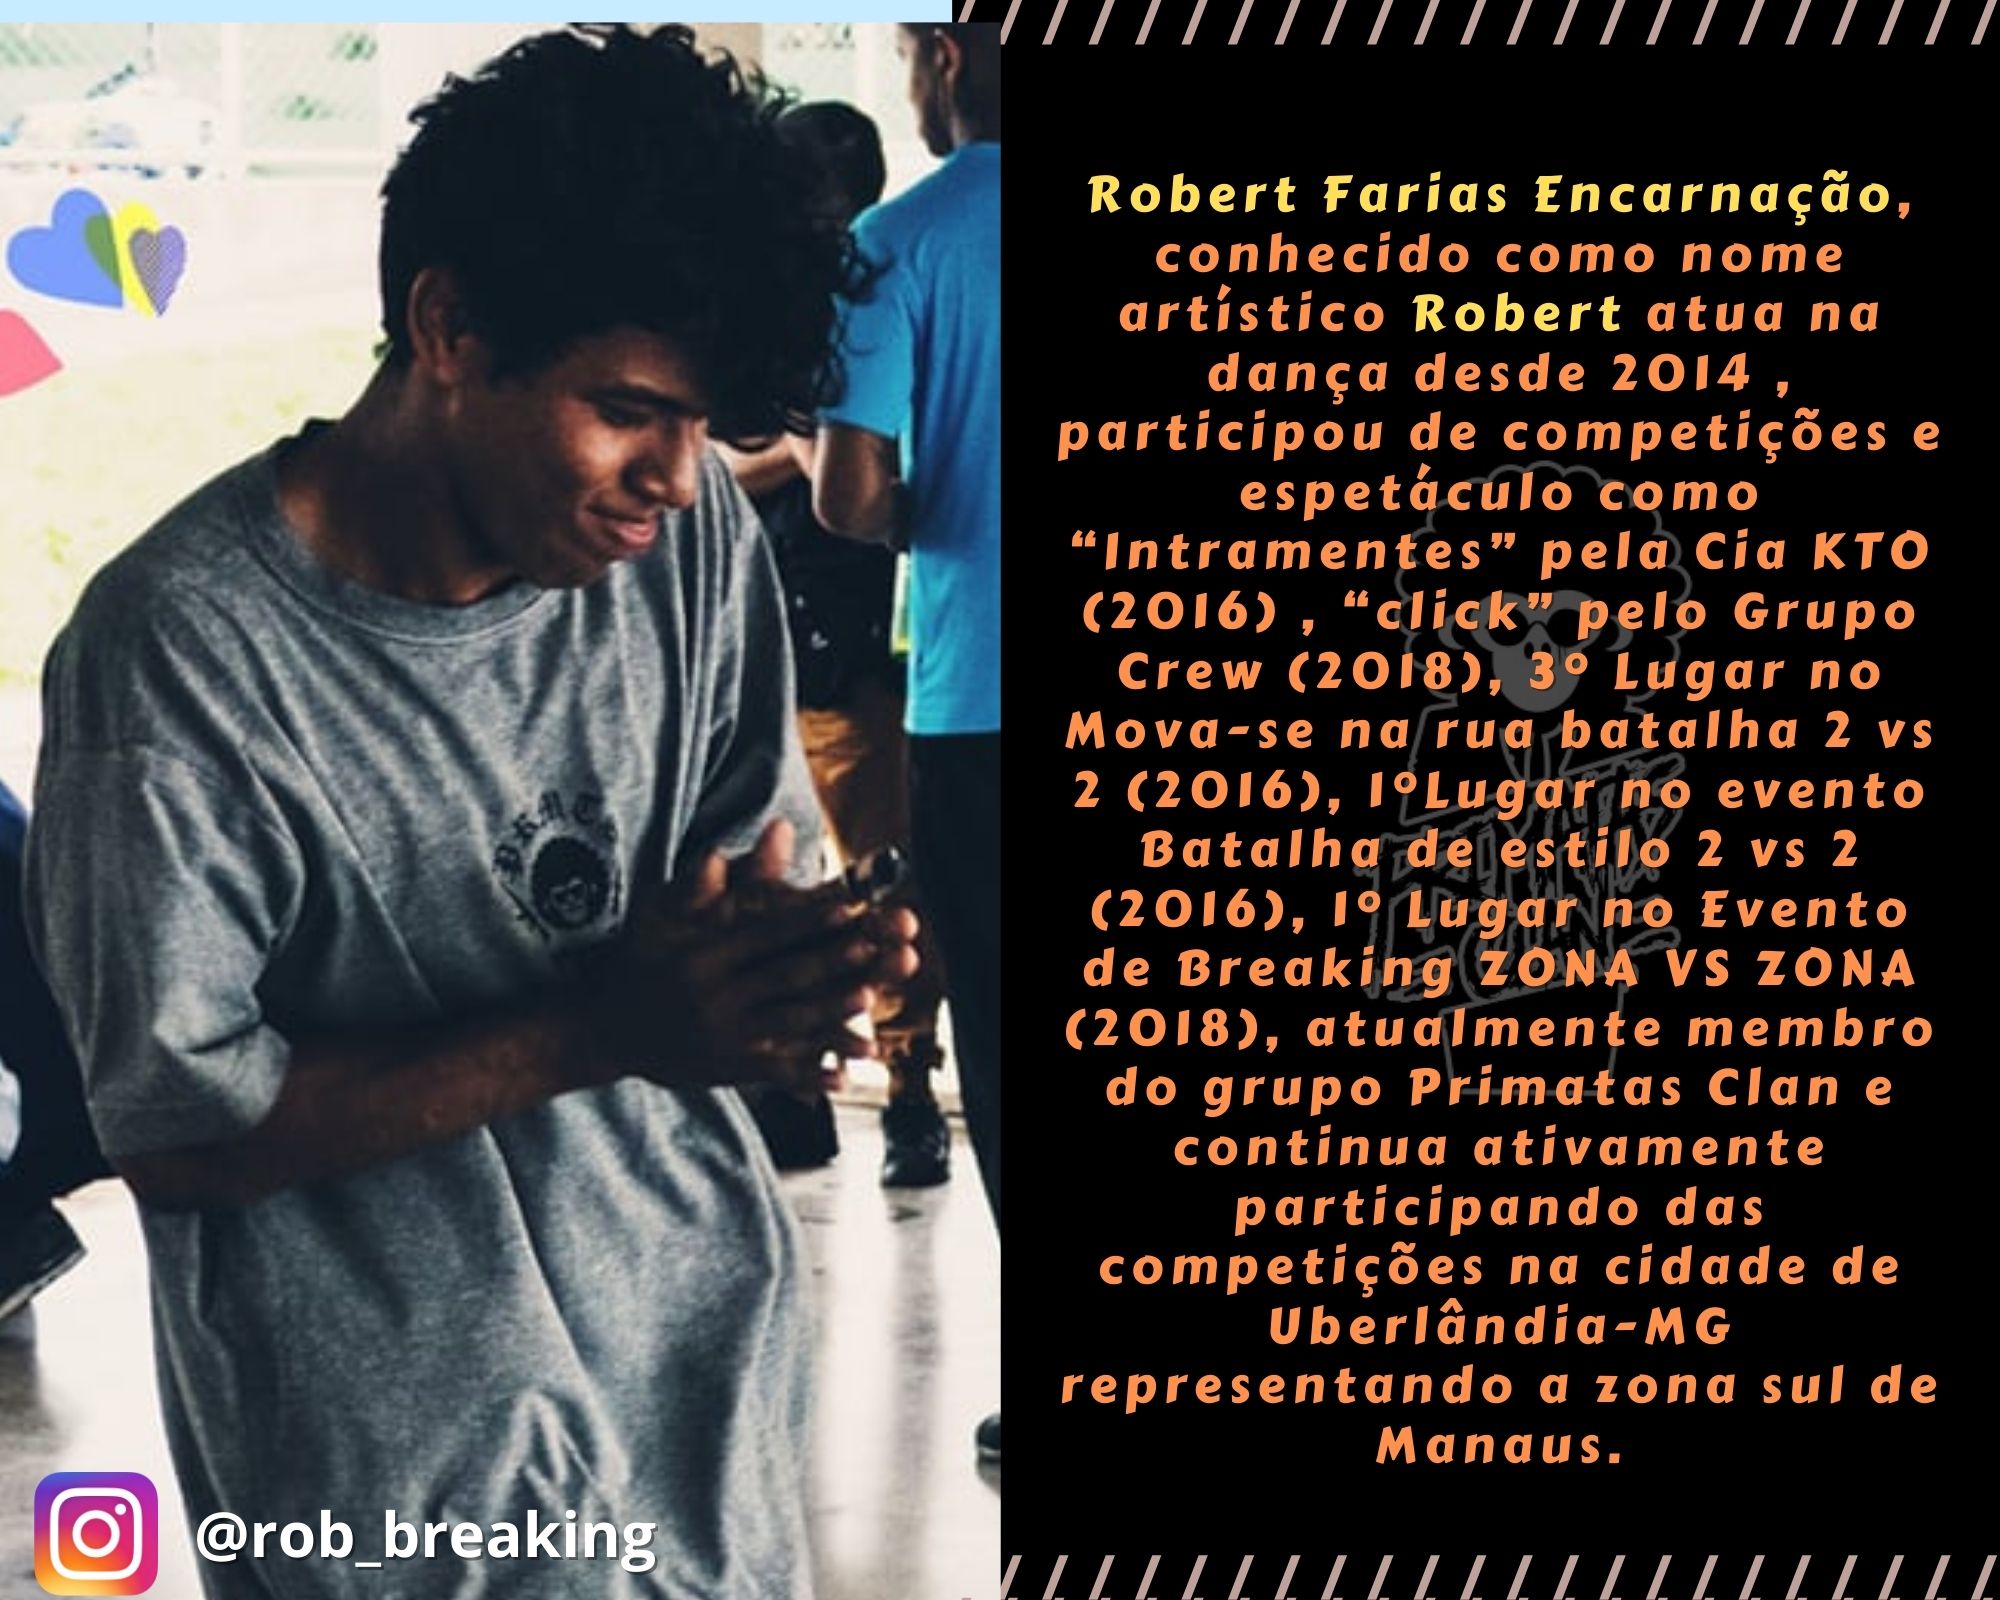 Robert Farias Encarnação,
conhecido como nome
artístico Robert atua na
dança desde 2014 ,
participou de competições e
espetáculo como
“Intramentes” pela Cia KTO
(2016) , “click” pelo Grupo
Crew (2018), 3º Lugar no
Mova-se na rua batalha 2 vs
2 (2016), 1ºLugar no evento
Batalha de estilo 2 vs 2
(2016), 1º Lugar no Evento
de Breaking ZONA VS ZONA
(2018), atualmente membro
do grupo Primatas Clan e
continua ativamente
participando das
competições na cidade de
Uberlândia-MG
representando a zona sul de
Manaus.
@rob_breaking